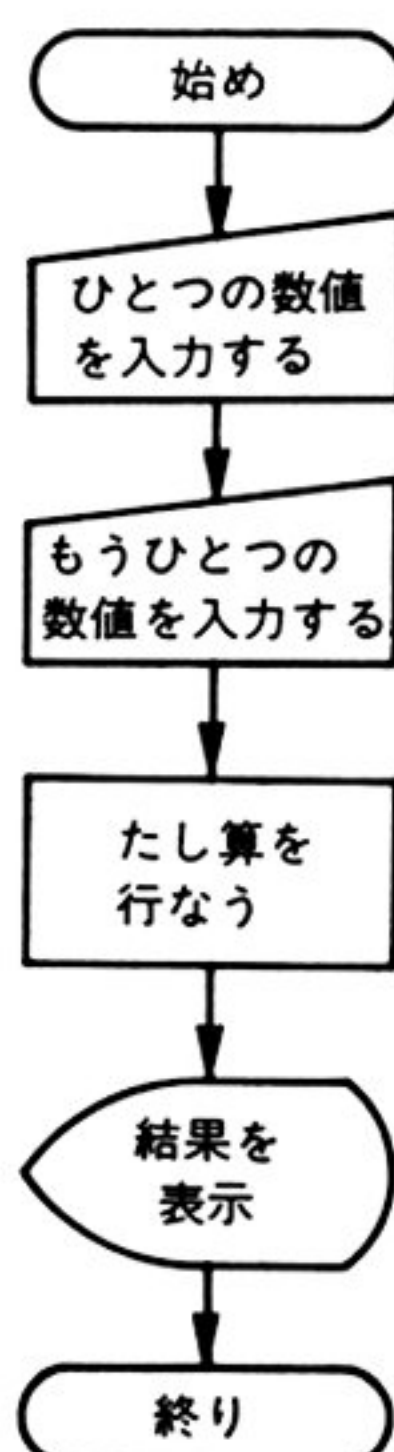 始め
ひとつの数値
を入力する
もうひとつの
数値を入力する
たし算を
行なう
結果を
表示
終り